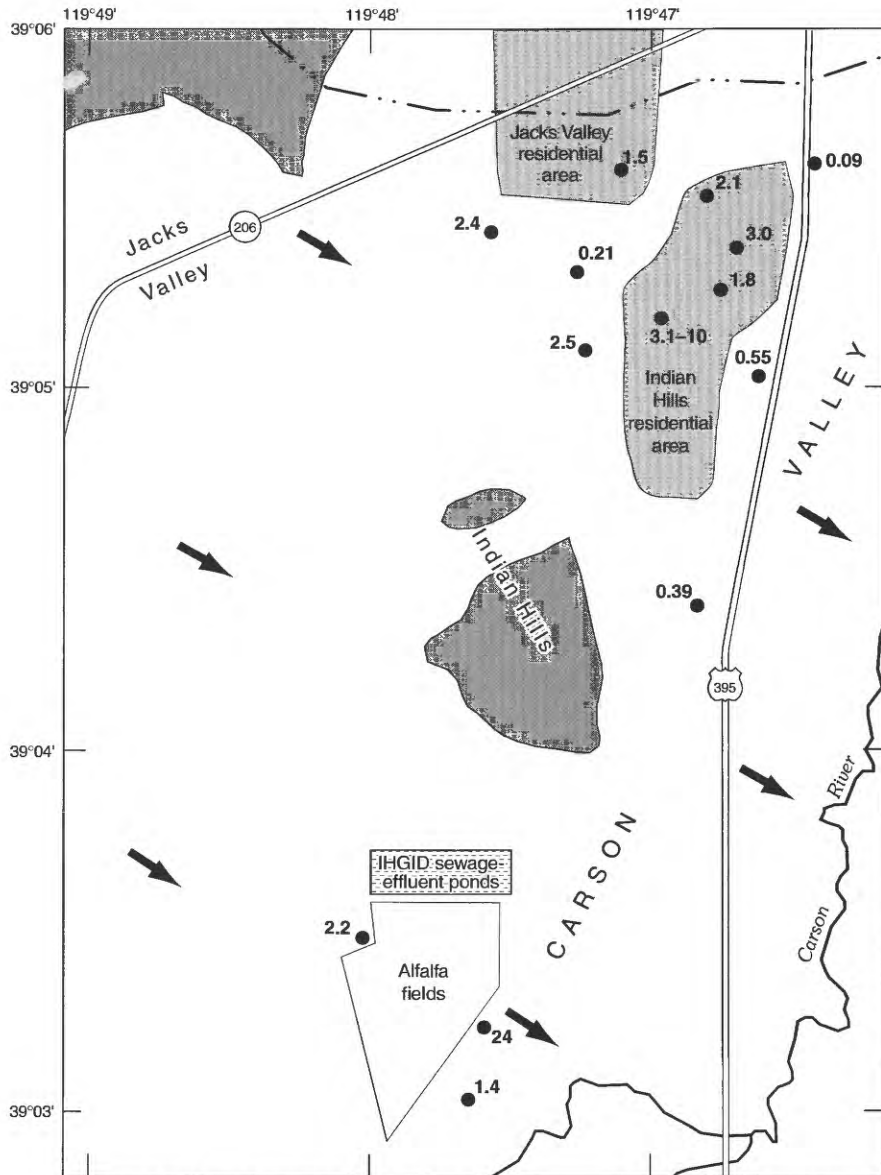 119°49'
119°48'
119°47'
39°06'
Jacks Valley
residential
area
1.5
0.09
2.1
Jacks
206
Valley
2.4
0.21
3.0
1.8
3.1–10
2.5
0.55
39°05'
Indian
Hills
residential
area
VALLEY
Indian Hills
0.39
395
39°04'
River
IHGID sewage-
effluent ponds
CARSON
Carson
2.2
Alfalfa
fields
24
1.4
39°03'